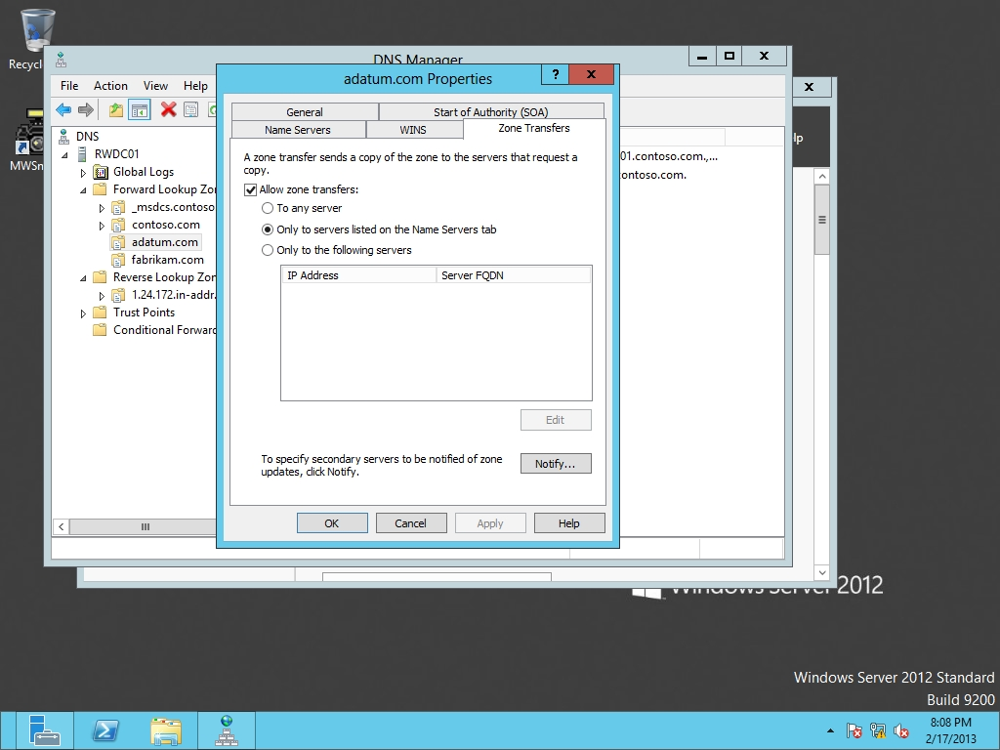 Recycl
DNS Manager
adatum.com Properties
File Action View Help
General
Start of Authority (SOA)
Name Servers
WINS
Zone Transfers
A zone transfer sends a copy of the zone to the servers that request a
copy.
Allow zone transfers:
To any server
Only to servers listed on the Name Servers tab
Only to the following servers
IP Address
Server FQDN
Edit
To specify secondary servers to be notified of zone
updates, click Notify.
Notify...
OK
Cancel
Apply
Help
MWSn
DNS
RWDC01
Global Logs
Forward Lookup Zon
_msdcs.contoso
contoso.com
adatum.com
fabrikam.com
Reverse Lookup Zon
1.24.172.in-addr.
Trust Points
Conditional Forward
01.contoso.com.,...
ontoso.com.
lp
Windows Server 2012
Windows Server 2012 Standard
Build 9200
8:08 PM
2/17/2013